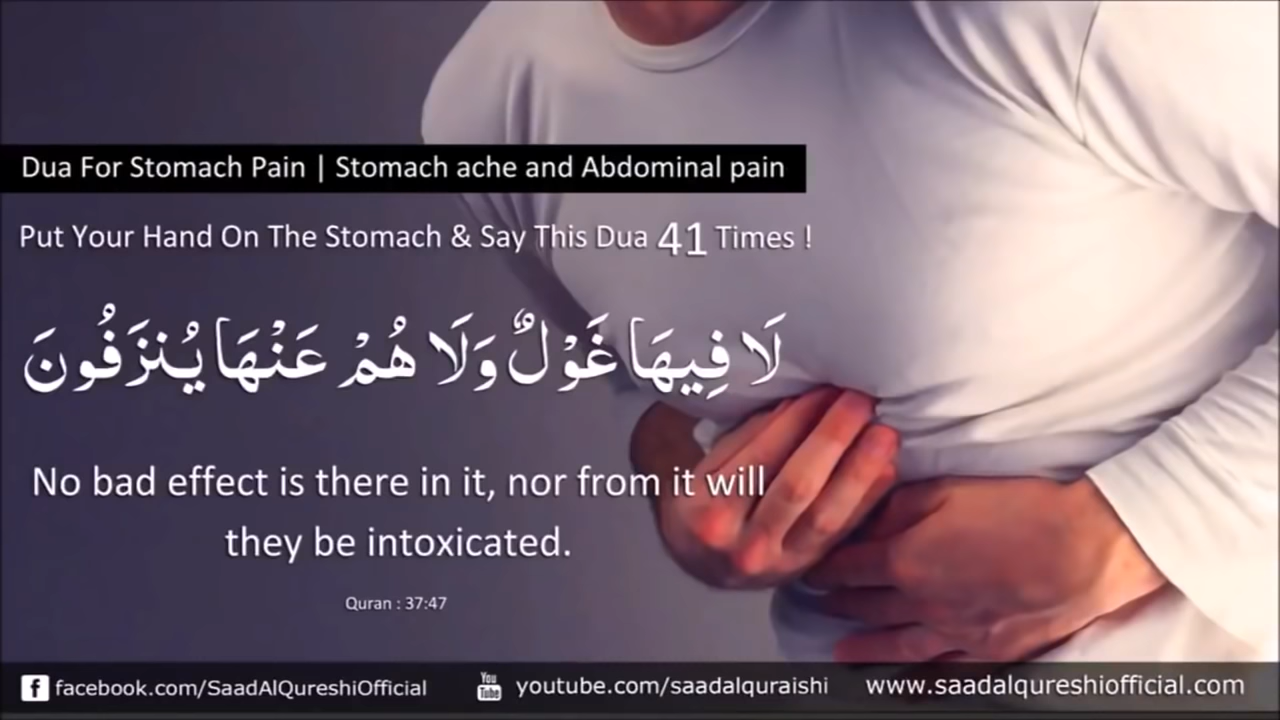 Dua For Stomach Pain | Stomach ache and Abdominal pain
Put Your Hand On The Stomach & Say This Dua 41 Times !
لَا فِيهَا غَوْلٌ وَلَا هُمْ عَنْهَا يُنزَفُونَ
No bad effect is there in it, nor from it will
they be intoxicated.
Quran : 37:47
f facebook.com/SaadAlQureshiOfficial You Tube youtube.com/saadalquraishi www.saadalqureshiofficial.com